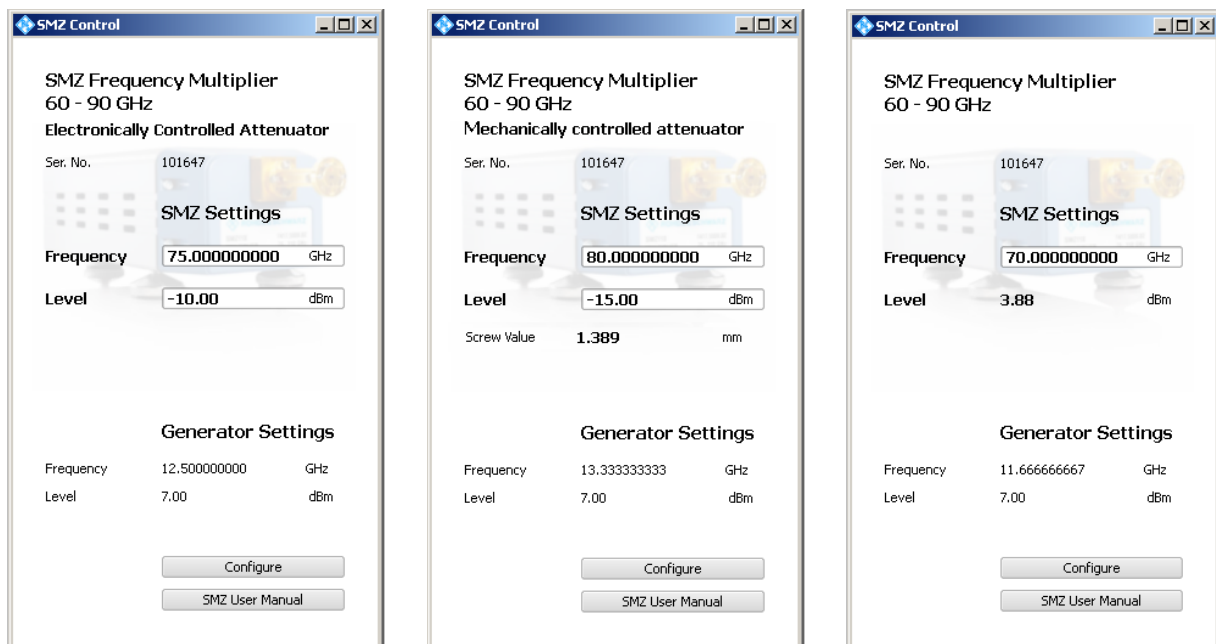 SMZ Control
SMZ Frequency Multiplier
60 - 90 GHz
Electronically Controlled Attenuator
Ser. No. 101647
SMZ Settings
Frequency 75.000000000 GHz
Level -10.00 dBm
Generator Settings
Frequency 12.500000000 GHz
Level 7.00 dBm
Configure
SMZ User Manual
SMZ Control
SMZ Frequency Multiplier
60 - 90 GHz
Mechanically controlled attenuator
Ser. No. 101647
SMZ Settings
Frequency 80.000000000 GHz
Level -15.00 dBm
Screw Value 1.389 mm
Generator Settings
Frequency 13.333333333 GHz
Level 7.00 dBm
Configure
SMZ User Manual
SMZ Control
SMZ Frequency Multiplier
60 - 90 GHz
Ser. No. 101647
SMZ Settings
Frequency 70.000000000 GHz
Level 3.88 dBm
Generator Settings
Frequency 11.666666667 GHz
Level 7.00 dBm
Configure
SMZ User Manual